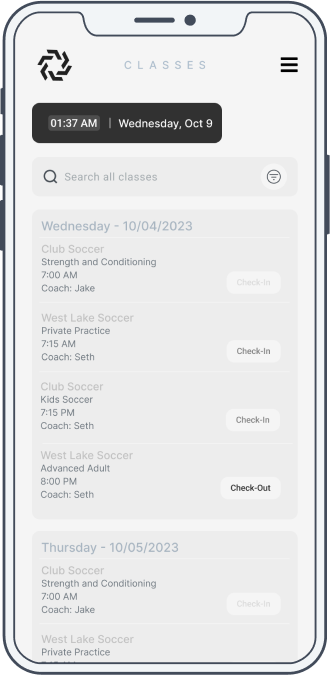 CLASSES
01:37 AM | Wednesday, Oct 9
Search all classes
Wednesday - 10/04/2023
Club Soccer
Strength and Conditioning
7:00 AM
Coach: Jake
Check-in
West Lake Soccer
Private Practice
7:15 AM
Coach: Seth
Check-In
Club Soccer
Kids Soccer
7:15 PM
Coach: Seth
Check-In
West Lake Soccer
Advanced Adult
8:00 PM
Coach: Seth
Check-Out
Thursday - 10/05/2023
Club Soccer
Strength and Conditioning
7:00 AM
Coach: Jake
Check-in
West Lake Soccer
Private Practice